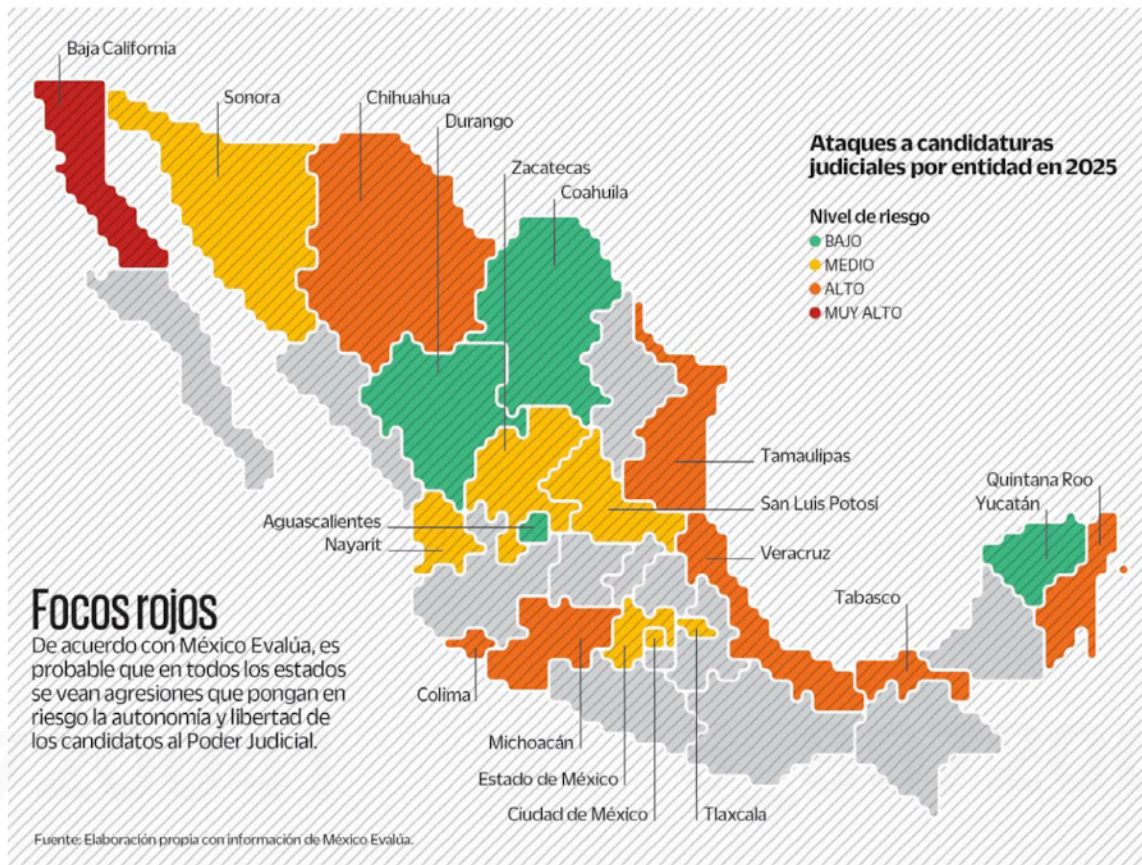 Baja California
Sonora
Chihuahua
Durango
Zacatecas
Coahuila
Ataques a candidaturas
judiciales por entidad en 2025
Nivel de riesgo
BAJO
MEDIO
ALTO
MUY ALTO
Tamaulipas
San Luis Potosí
Quintana Roo
Yucatán
Aguascalientes
Nayarit
Veracruz
Tabasco
Focos rojos
De acuerdo con México Evalúa, es
probable que en todos los estados
se vean agresiones que pongan en
riesgo la autonomía y libertad de
los candidatos al Poder Judicial.
Colima
Michoacán
Estado de México
Ciudad de México
Tlaxcala
Fuente: Elaboración propia con información de México Evalúa.